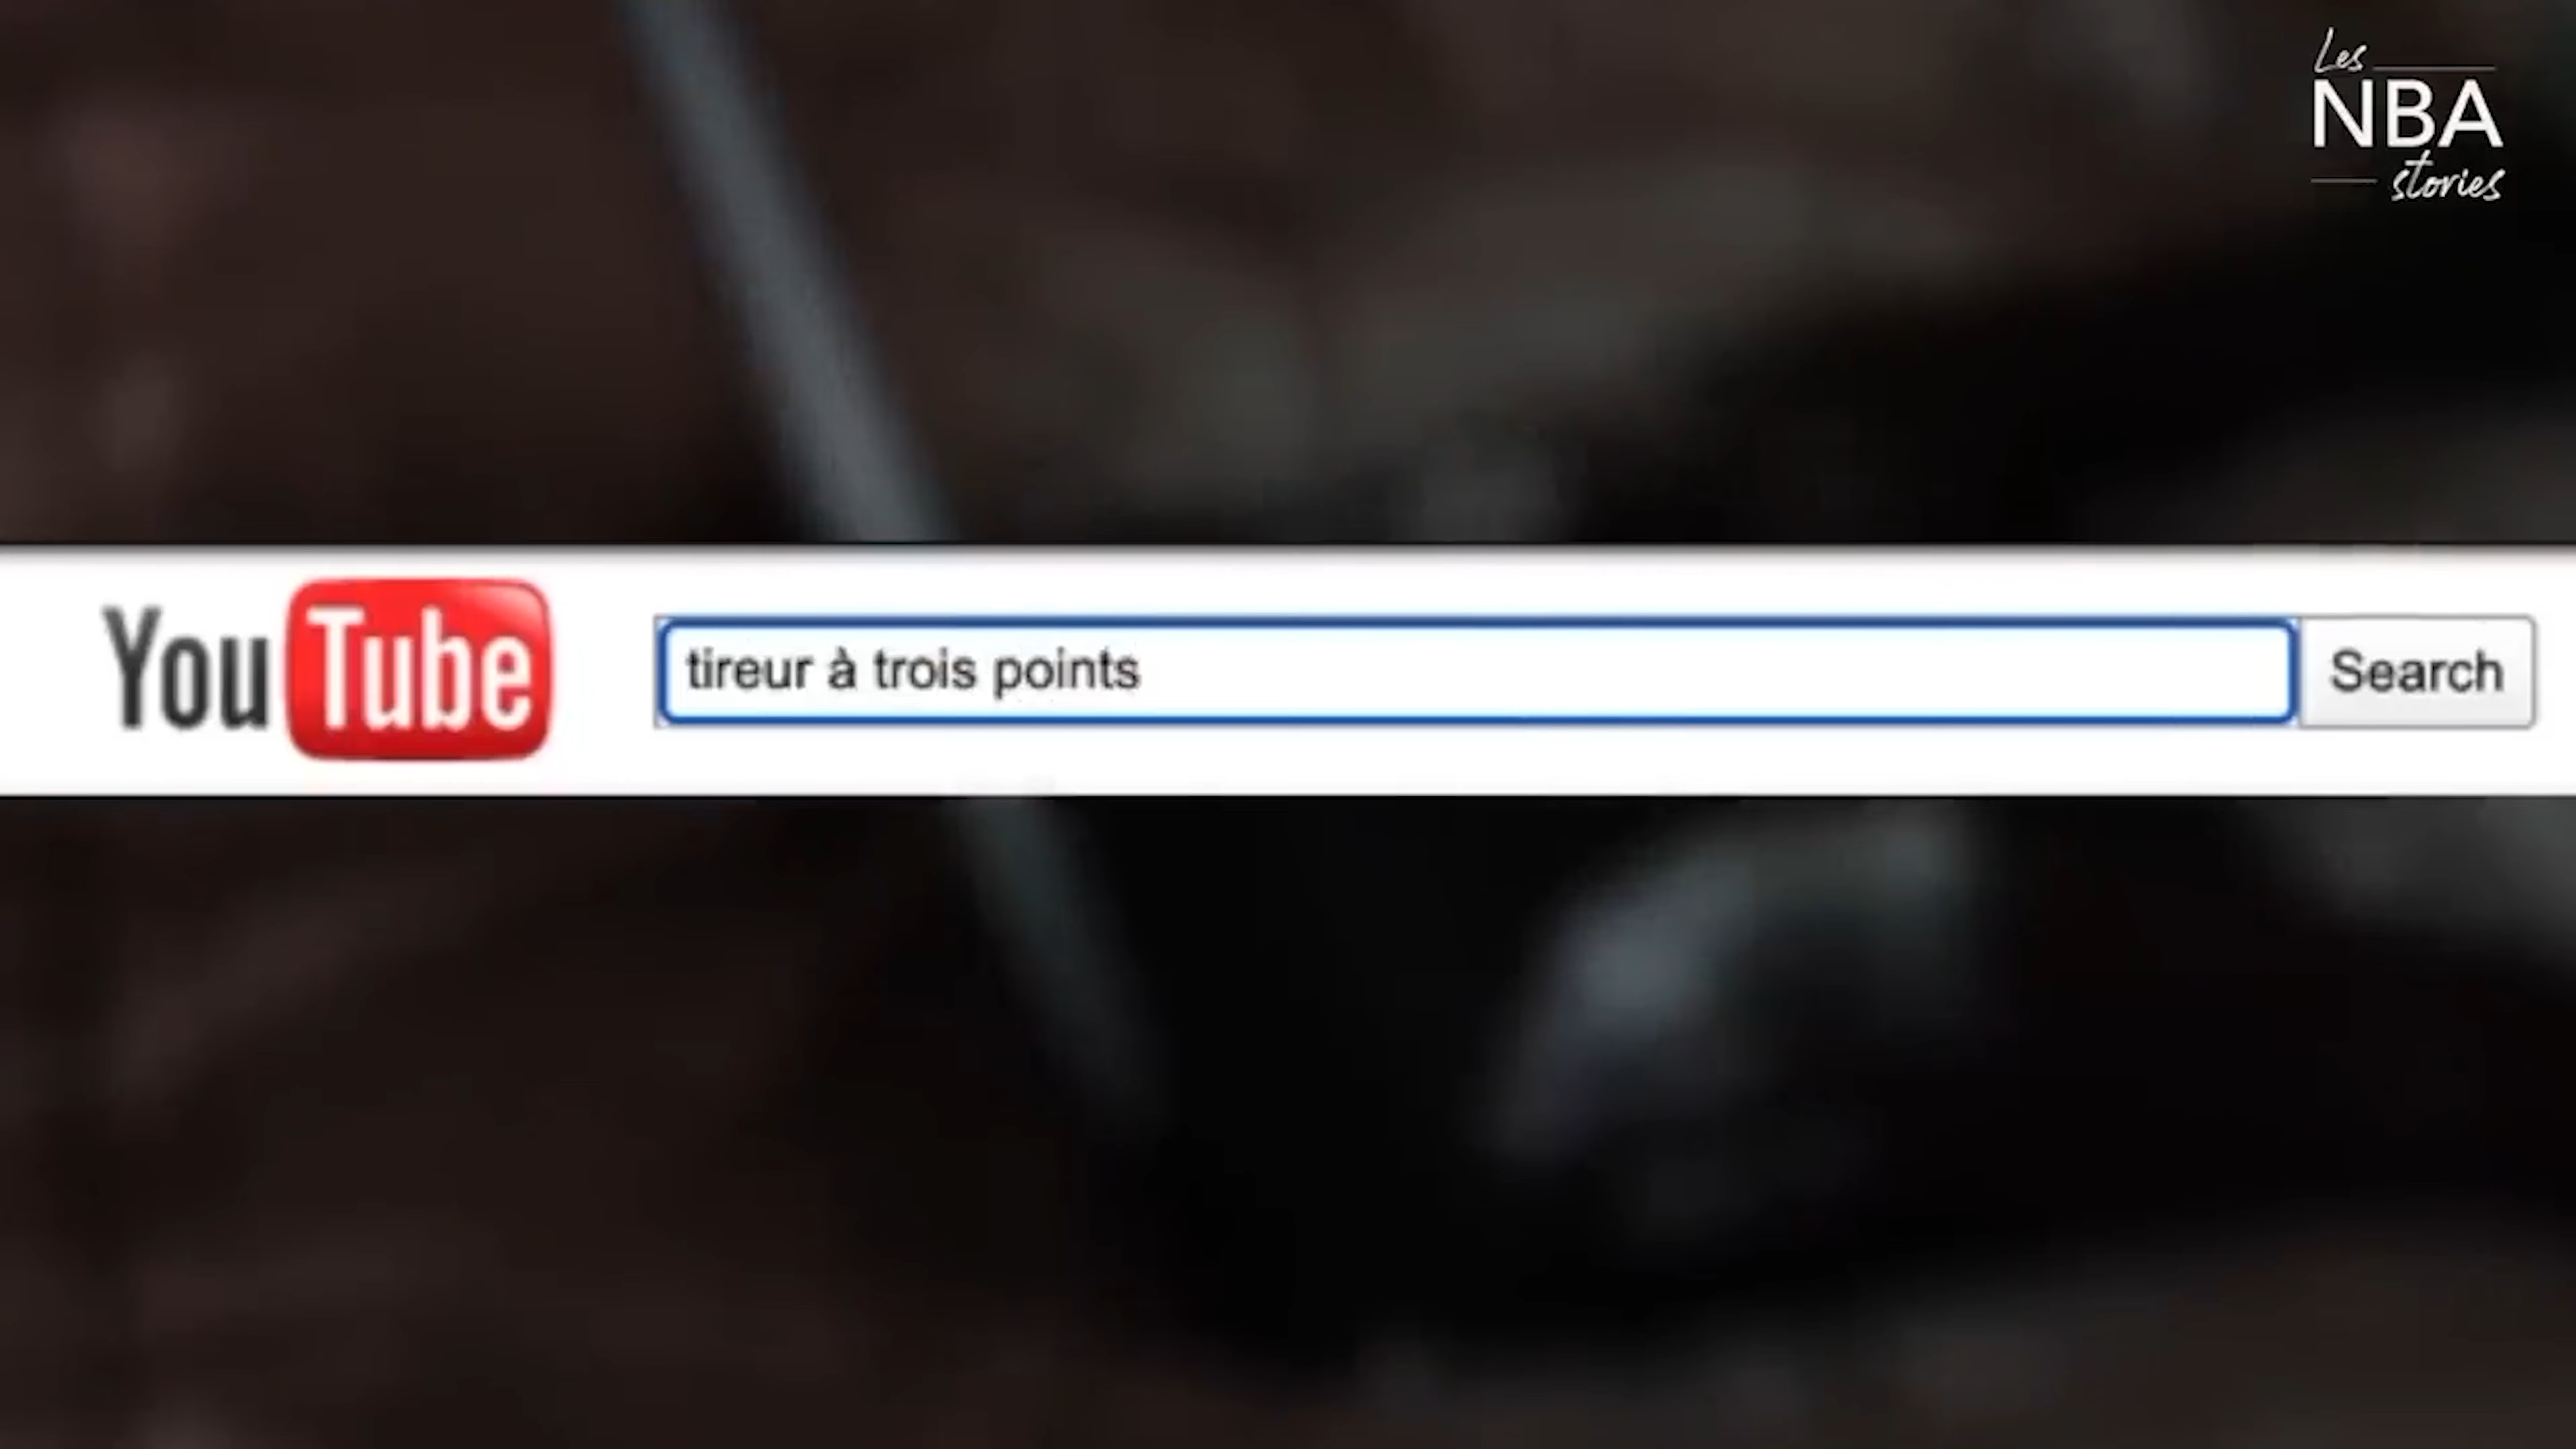 Les
NBA
stories
YouTube
tireur à trois points
Search